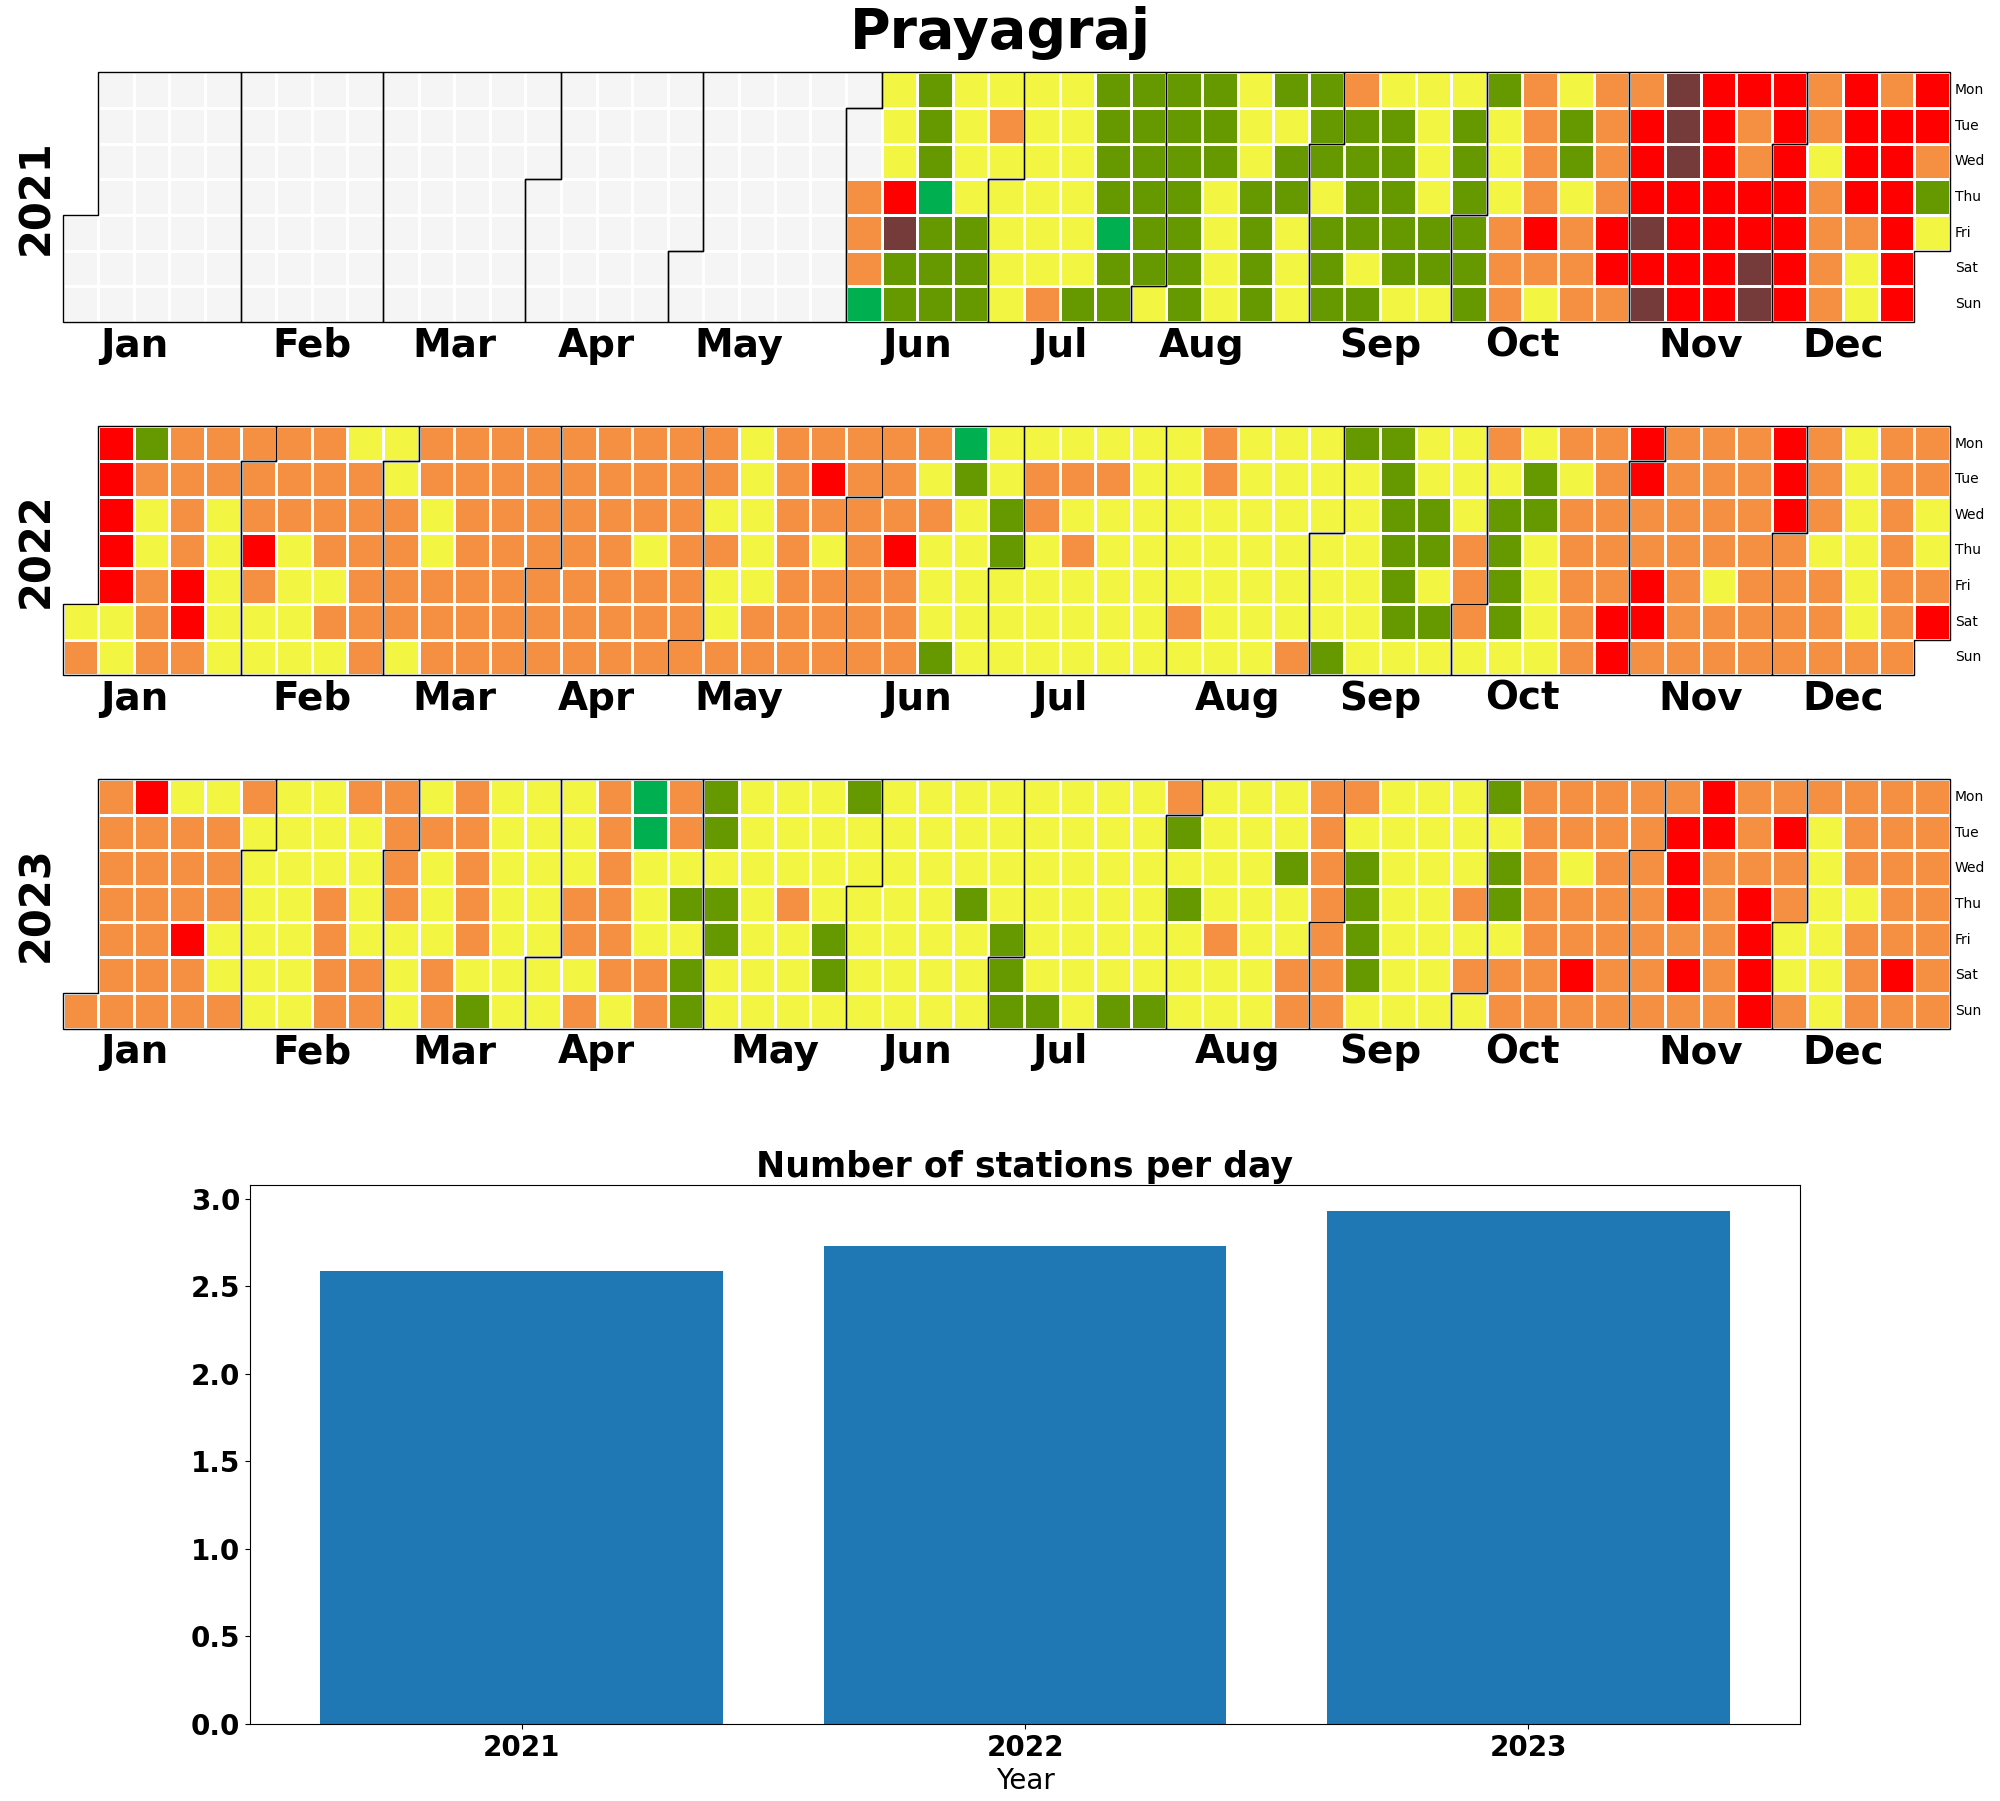 Prayagraj
2021
Mon
Tue
Wed
Thu
Fri
Sat
Sun
Jan Feb Mar Apr May Jun Jul Aug Sep Oct Nov Dec
2022
Mon
Tue
Wed
Thu
Fri
Sat
Sun
Jan Feb Mar Apr May Jun Jul Aug Sep Oct Nov Dec
2023
Mon
Tue
Wed
Thu
Fri
Sat
Sun
Jan Feb Mar Apr May Jun Jul Aug Sep Oct Nov Dec
Number of stations per day
3.0
2.5
2.0
1.5
1.0
0.5
0.0
2021 2022 2023
Year